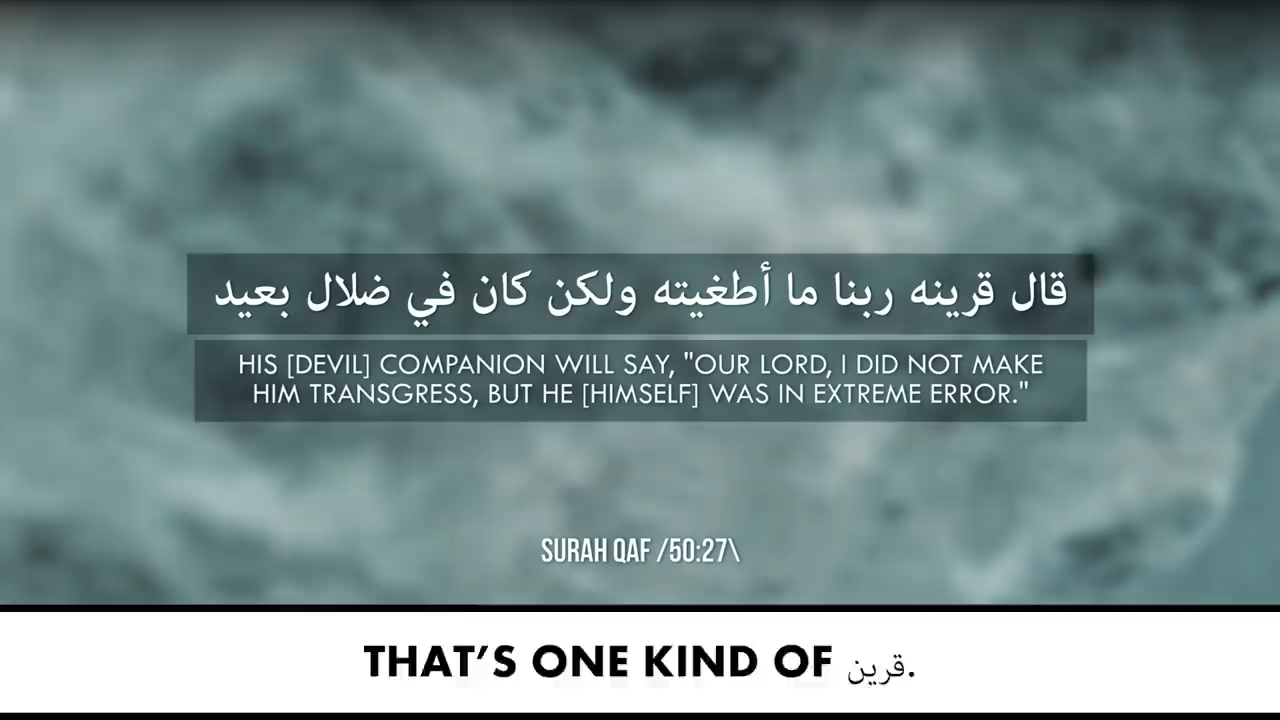 قال قرينه ربنا ما أطغيته ولكن كان في ضلال بعيد
HIS [DEVIL] COMPANION WILL SAY, "OUR LORD, I DID NOT MAKE
HIM TRANSGRESS, BUT HE [HIMSELF] WAS IN EXTREME ERROR."
SURAH QAF /50:27\
THAT’S ONE KIND OF قرين.